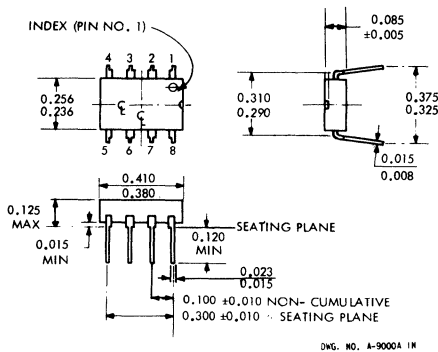 INDEX (PIN NO. 1)
4 3 2 1
0.256
0.236
℄
℄
5 6 7 8
0.085
±0.005
0.310
0.290
0.375
0.325
0.015
0.008
0.410
0.380
0.125
MAX
0.015
MIN
0.120
MIN
SEATING PLANE
0.023
0.015
0.100 ±0.010 NON- CUMULATIVE
0.300 ±0.010 SEATING PLANE
DWG. NO. A-9000A IN